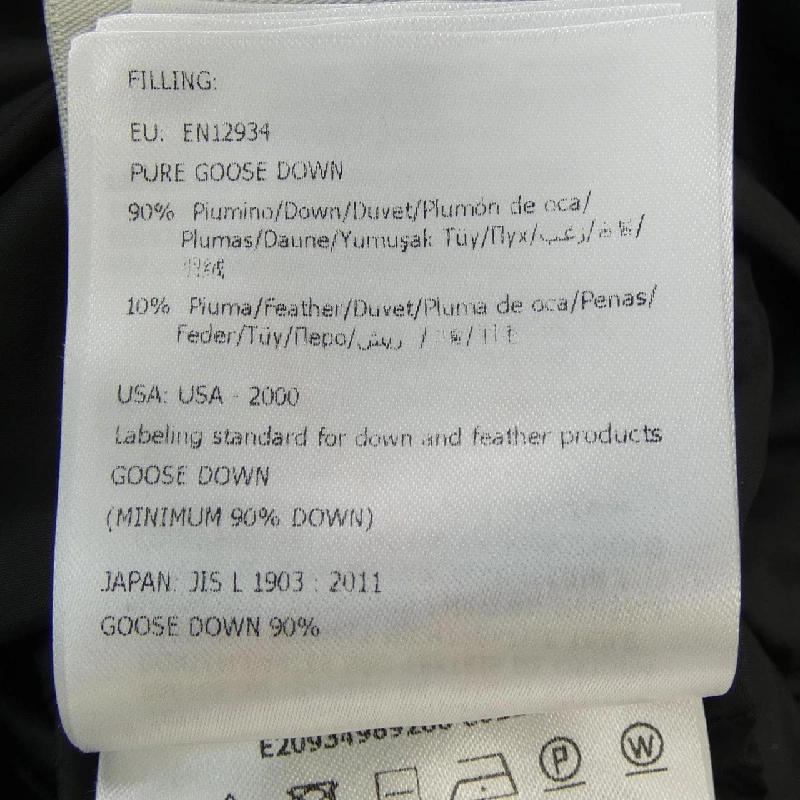 FILLING:
EU: EN12934
PURE GOOSE DOWN
90% Piumino/Down/Duvet/Plumón de oca/
Plumas/Daune/Yumuşak Tüy/Пух/زغب/
10% Piuma/Feather/Duvet/Pluma de oca/Penas/
Feder/Tüy/Перо/ريش/
USA: USA - 2000
Labeling standard for down and feather products
GOOSE DOWN
(MINIMUM 90% DOWN)
JAPAN: JIS L 1903 : 2011
GOOSE DOWN 90%
P
W